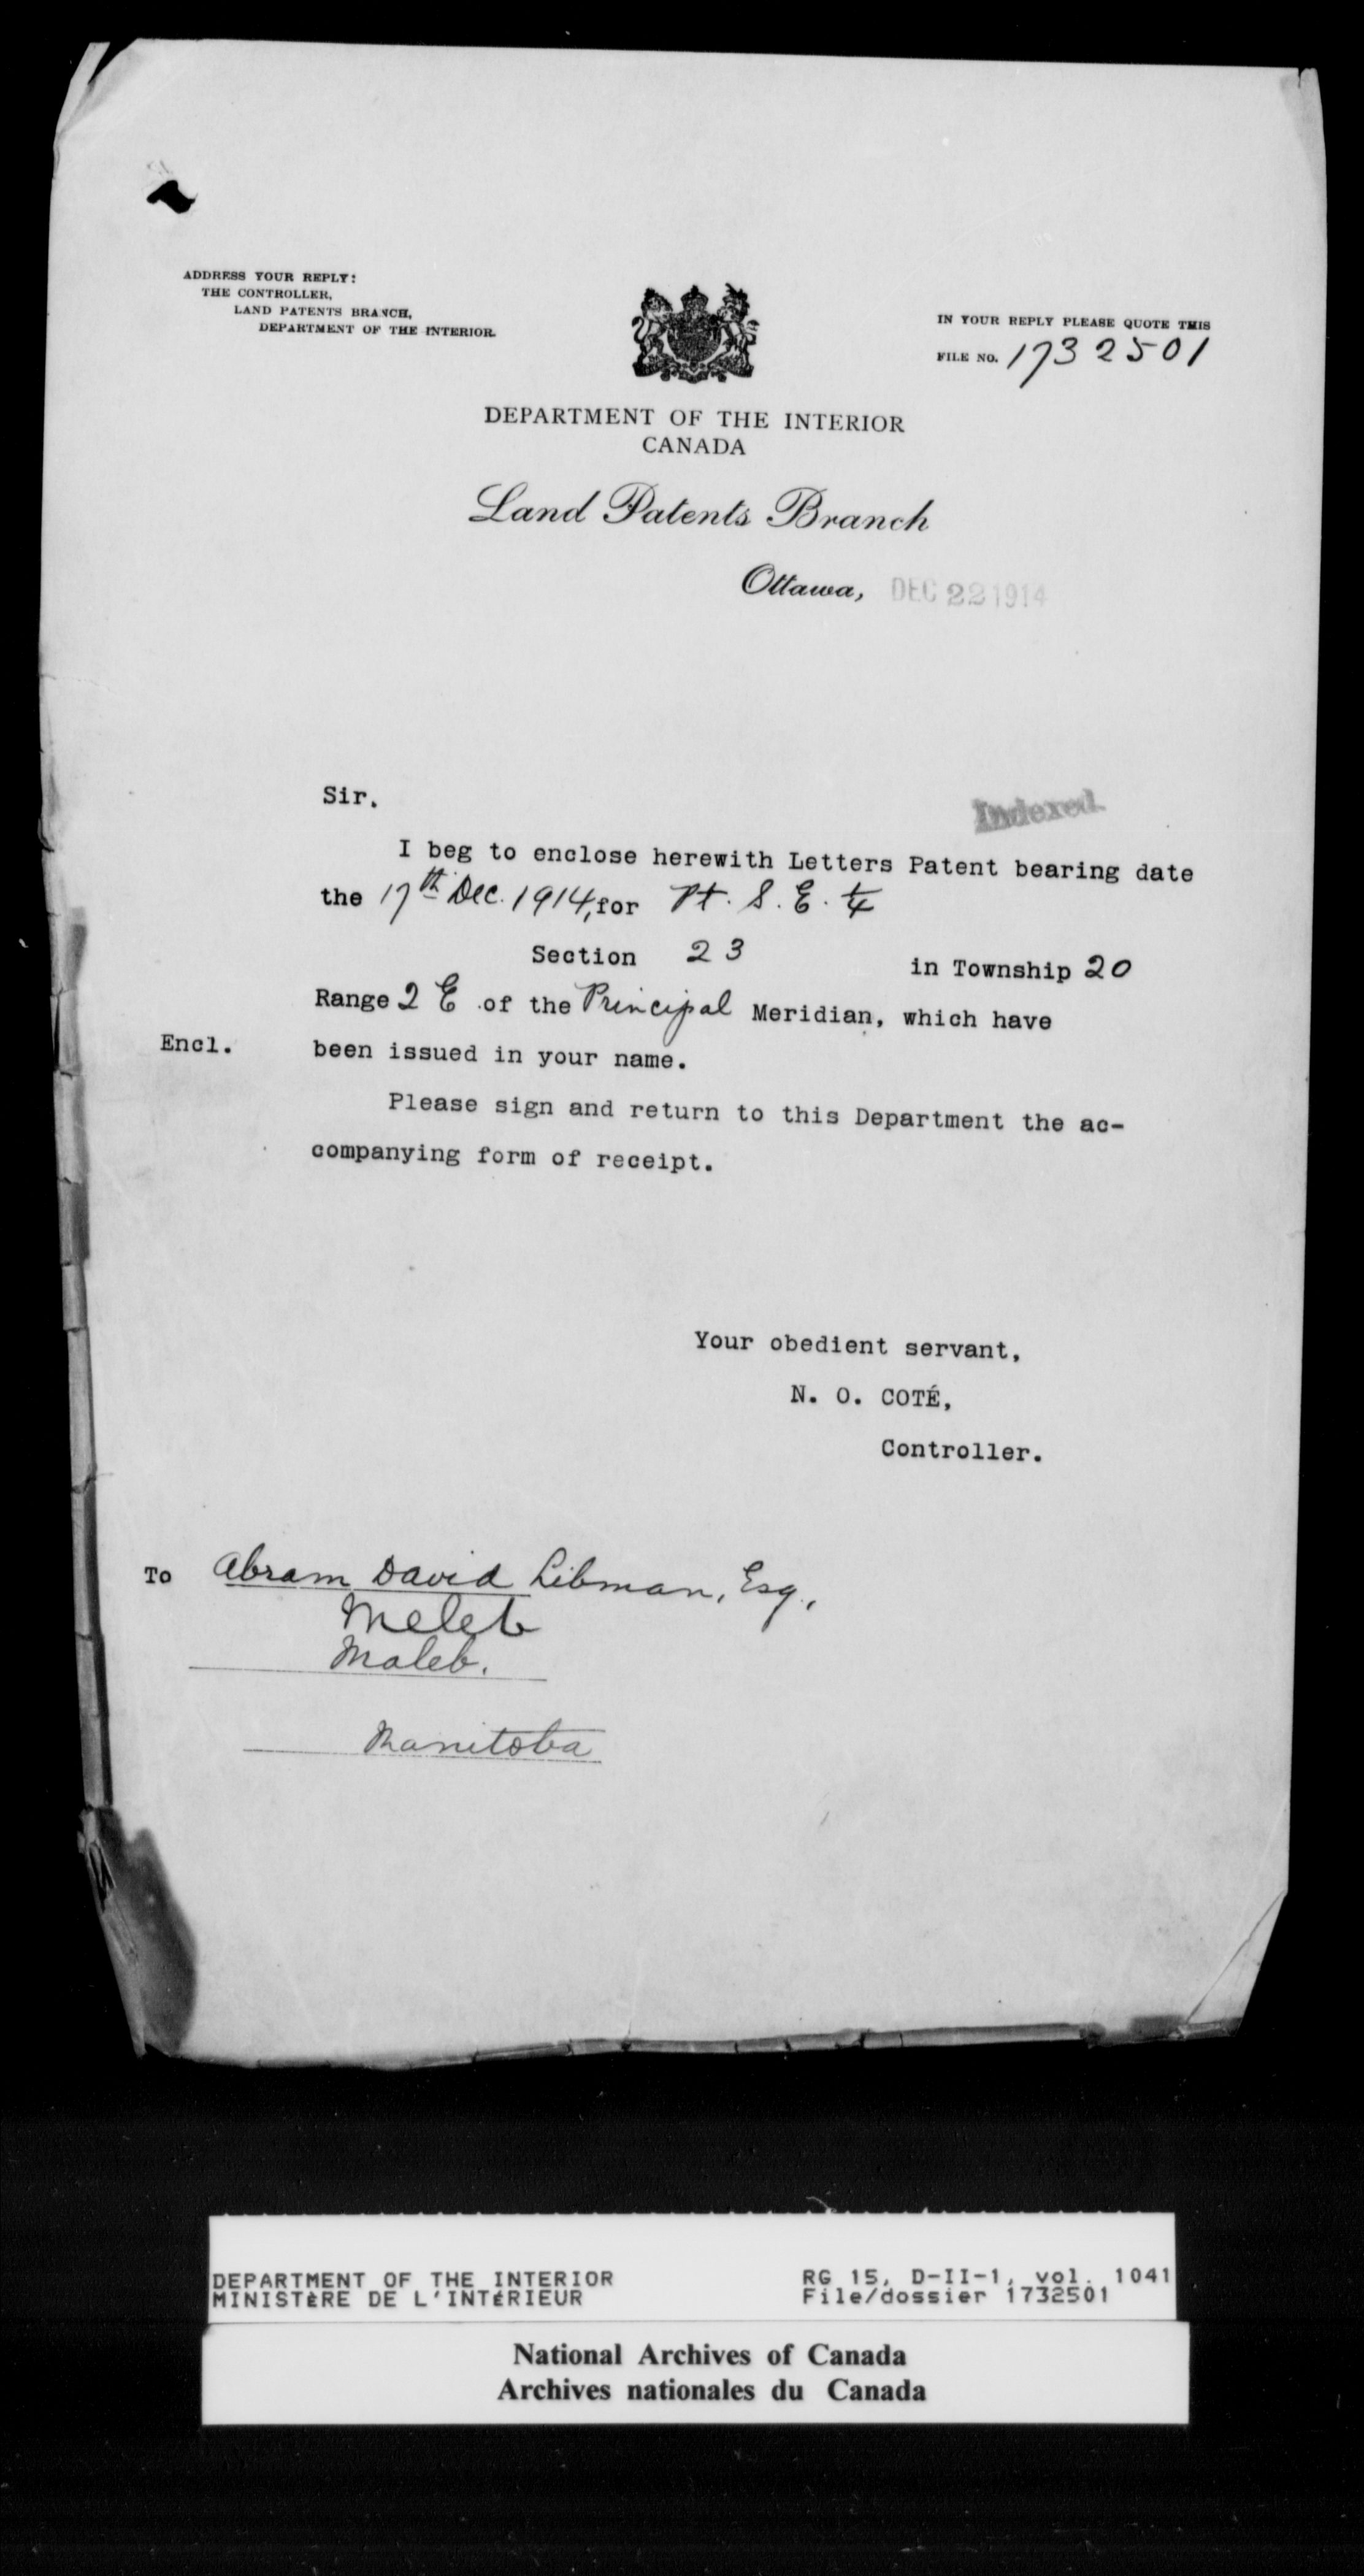 ADDRESS YOUR REPLY:
THE CONTROLLER,
LAND PATENTS BRANCH,
DEPARTMENT OF THE INTERIOR.
IN YOUR REPLY PLEASE QUOTE THIS
FILE NO. 1732501
DEPARTMENT OF THE INTERIOR
CANADA
Land Patents Branch
Ottawa, DEC 22 1914
Sir.
Indexed.
I beg to enclose herewith Letters Patent bearing date
the 17th Dec. 1914, for Pt. S. E. ¼
Section 23 in Township 20
Range 2 E of the Principal Meridian, which have
Encl. been issued in your name.
Please sign and return to this Department the ac-
companying form of receipt.
Your obedient servant,
N. O. COTÉ,
Controller.
To Abram David Libman, Esq.,
Meleb
Maleb.
Manitoba
DEPARTMENT OF THE INTERIOR RG 15, D-II-1, vol. 1041
MINISTÈRE DE L'INTÉRIEUR File/dossier 1732501
National Archives of Canada
Archives nationales du Canada